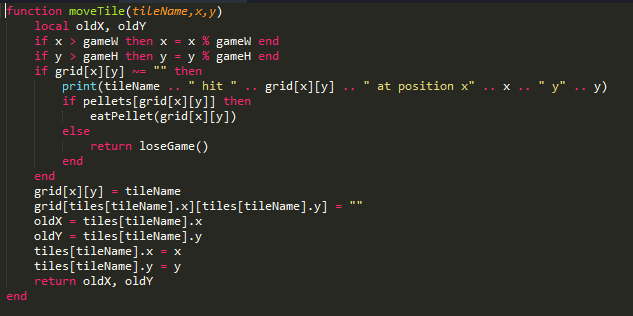 function moveTile(tileName,x,y)
    local oldX, oldY
    if x > gameW then x = x % gameW end
    if y > gameH then y = y % gameH end
    if grid[x][y] ~= "" then
        print(tileName .. " hit " .. grid[x][y] .. " at position x" .. x .. " y" .. y)
        if pellets[grid[x][y]] then
            eatPellet(grid[x][y])
        else
            return loseGame()
        end
    end
    grid[x][y] = tileName
    grid[tiles[tileName].x][tiles[tileName].y] = ""
    oldX = tiles[tileName].x
    oldY = tiles[tileName].y
    tiles[tileName].x = x
    tiles[tileName].y = y
    return oldX, oldY
end